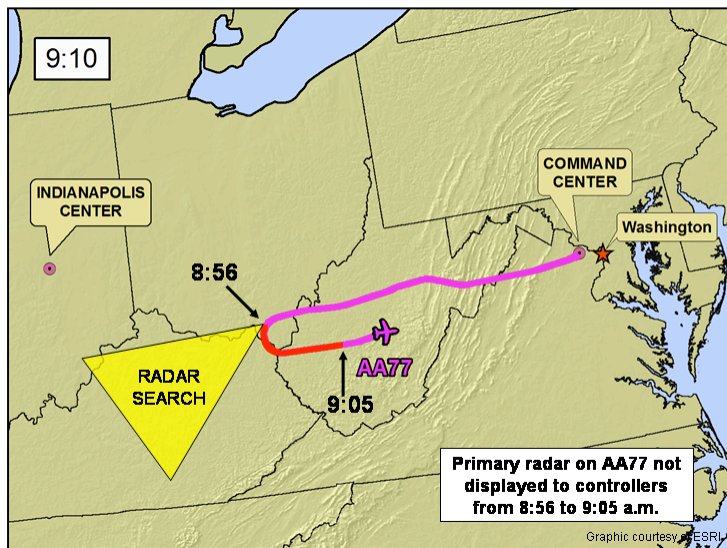 9:10
INDIANAPOLIS
CENTER
COMMAND
CENTER
Washington
8:56
RADAR
SEARCH
AA77
9:05
Primary radar on AA77 not
displayed to controllers
from 8:56 to 9:05 a.m.
Graphic courtesy of ESRI